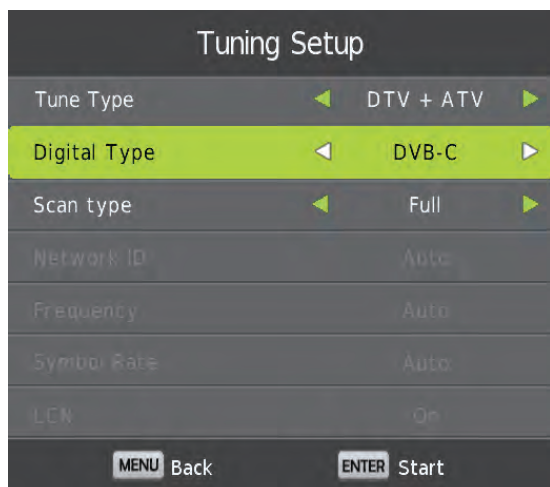 Tuning Setup
Tune Type DTV + ATV
Digital Type DVB-C
Scan type Full
Network ID Auto
Frequency Auto
Symbol Rate Auto
LCN On
MENU Back ENTER Start